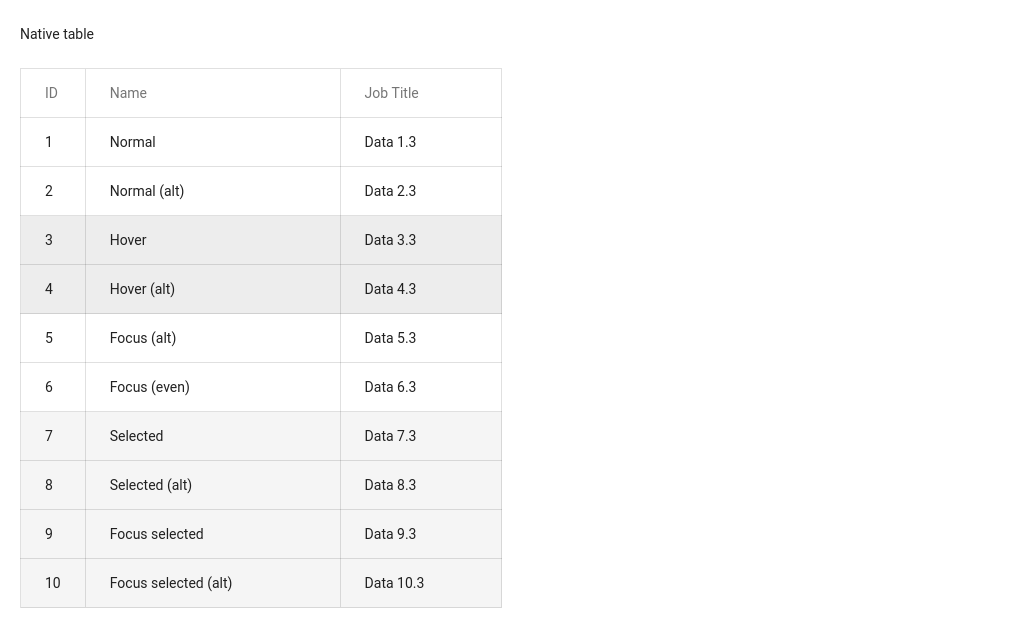 Native table
ID Name Job Title
1 Normal Data 1.3
2 Normal (alt) Data 2.3
3 Hover Data 3.3
4 Hover (alt) Data 4.3
5 Focus (alt) Data 5.3
6 Focus (even) Data 6.3
7 Selected Data 7.3
8 Selected (alt) Data 8.3
9 Focus selected Data 9.3
10 Focus selected (alt) Data 10.3